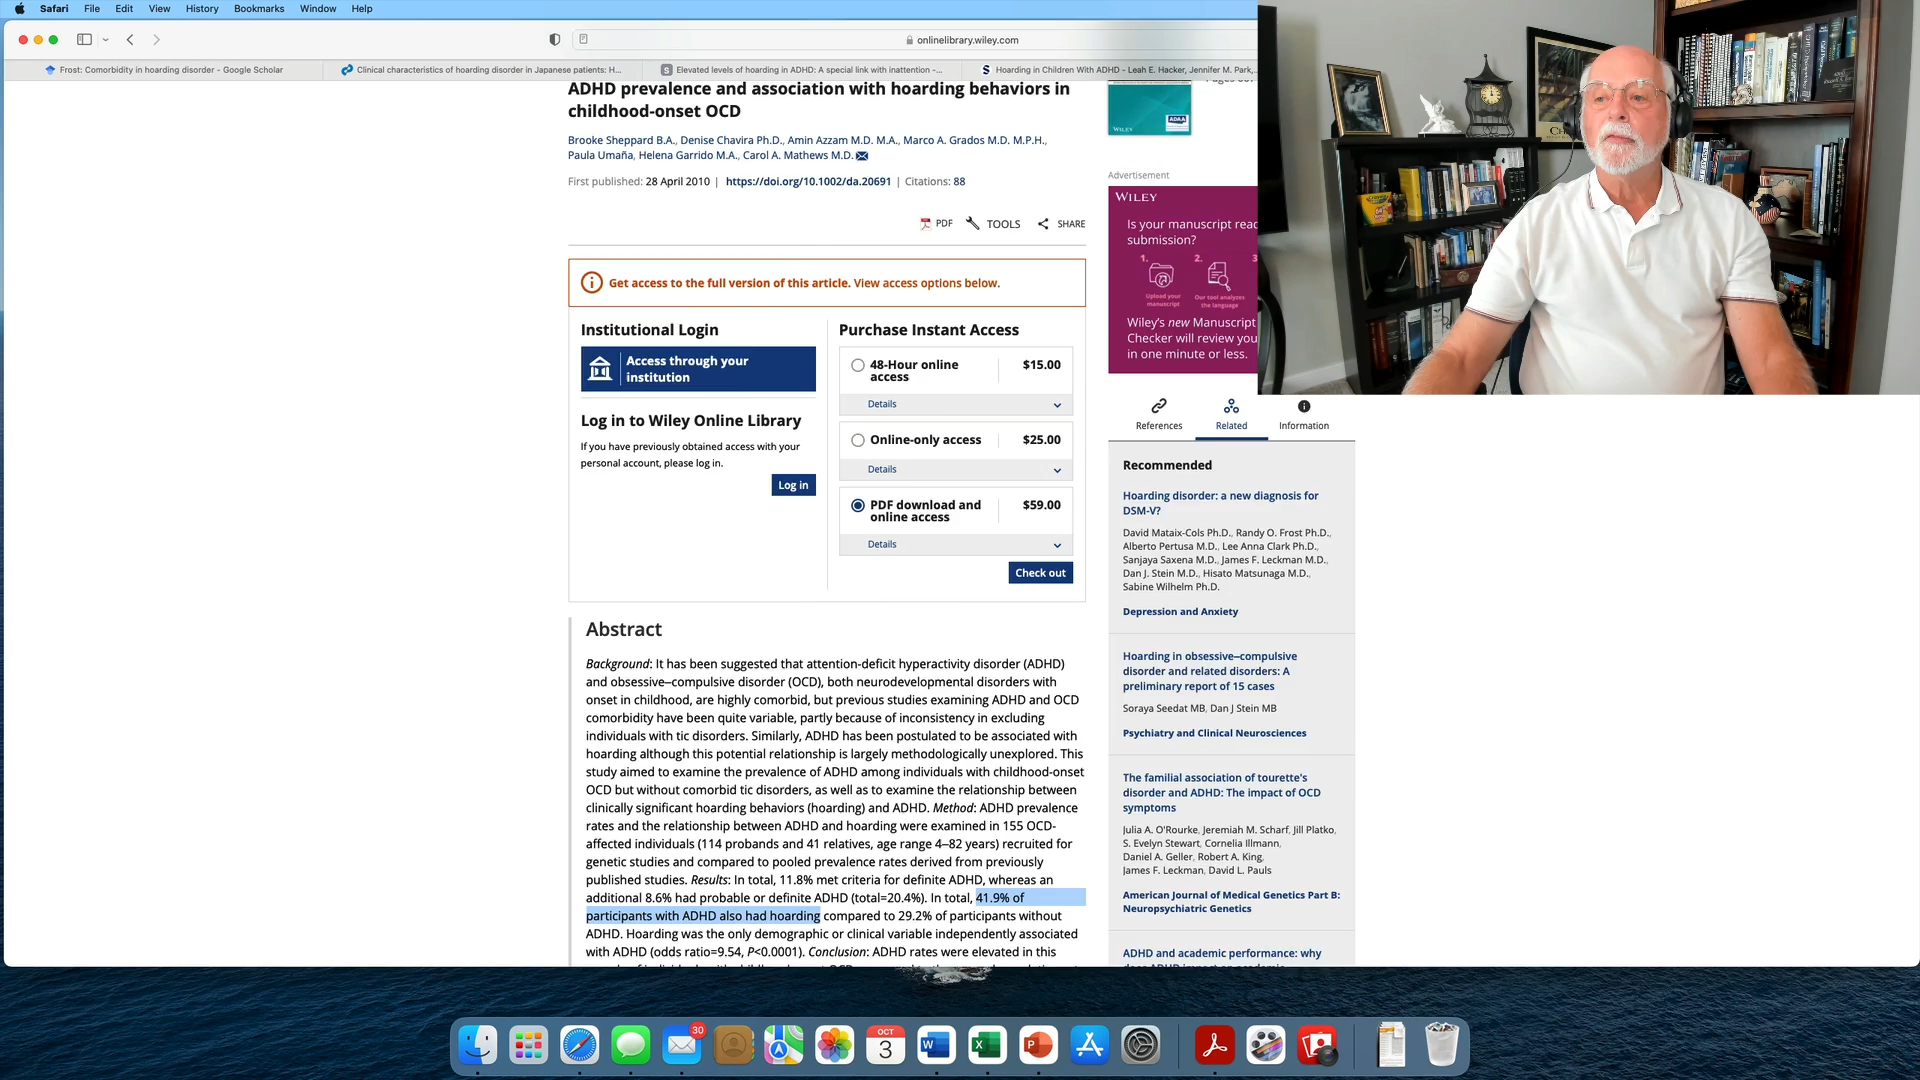 Safari File Edit View History Bookmarks Window Help
onlinelibrary.wiley.com
Frost: Comorbidity in hoarding disorder - Google Scholar
Clinical characteristics of hoarding disorder in Japanese patients: H...
Elevated levels of hoarding in ADHD: A special link with inattention -...
Hoarding in Children With ADHD - Leah E. Hacker, Jennifer M. Park,...
ADHD prevalence and association with hoarding behaviors in
childhood-onset OCD
Brooke Sheppard B.A., Denise Chavira Ph.D., Amin Azzam M.D. M.A., Marco A. Grados M.D. M.P.H.,
Paula Umaña, Helena Garrido M.A., Carol A. Mathews M.D.
First published: 28 April 2010 | https://doi.org/10.1002/da.20691 | Citations: 88
PDF TOOLS SHARE
Get access to the full version of this article. View access options below.
Institutional Login
Access through your
institution
Log in to Wiley Online Library
If you have previously obtained access with your
personal account, please log in.
Log in
Purchase Instant Access
48-Hour online
access
$15.00
Details
Online-only access
$25.00
Details
PDF download and
online access
$59.00
Details
Check out
Abstract
Background: It has been suggested that attention-deficit hyperactivity disorder (ADHD)
and obsessive–compulsive disorder (OCD), both neurodevelopmental disorders with
onset in childhood, are highly comorbid, but previous studies examining ADHD and OCD
comorbidity have been quite variable, partly because of inconsistency in excluding
individuals with tic disorders. Similarly, ADHD has been postulated to be associated with
hoarding although this potential relationship is largely methodologically unexplored. This
study aimed to examine the prevalence of ADHD among individuals with childhood-onset
OCD but without comorbid tic disorders, as well as to examine the relationship between
clinically significant hoarding behaviors (hoarding) and ADHD. Method: ADHD prevalence
rates and the relationship between ADHD and hoarding were examined in 155 OCD-
affected individuals (114 probands and 41 relatives, age range 4–82 years) recruited for
genetic studies and compared to pooled prevalence rates derived from previously
published studies. Results: In total, 11.8% met criteria for definite ADHD, whereas an
additional 8.6% had probable or definite ADHD (total=20.4%). In total, 41.9% of
participants with ADHD also had hoarding compared to 29.2% of participants without
ADHD. Hoarding was the only demographic or clinical variable independently associated
with ADHD (odds ratio=9.54, P<0.0001). Conclusion: ADHD rates were elevated in this
WILEY
ADAA
Advertisement
WILEY
Is your manuscript read
submission?
1. 2. 3
Upload your
manuscript
Our tool analyzes
the language
Wiley's new Manuscript
Checker will review you
in one minute or less.
References Related Information
Recommended
Hoarding disorder: a new diagnosis for
DSM-V?
David Mataix-Cols Ph.D., Randy O. Frost Ph.D.,
Alberto Pertusa M.D., Lee Anna Clark Ph.D.,
Sanjaya Saxena M.D., James F. Leckman M.D.,
Dan J. Stein M.D., Hisato Matsunaga M.D.,
Sabine Wilhelm Ph.D.
Depression and Anxiety
Hoarding in obsessive–compulsive
disorder and related disorders: A
preliminary report of 15 cases
Soraya Seedat MB, Dan J Stein MB
Psychiatry and Clinical Neurosciences
The familial association of tourette's
disorder and ADHD: The impact of OCD
symptoms
Julia A. O'Rourke, Jeremiah M. Scharf, Jill Platko,
S. Evelyn Stewart, Cornelia Illmann,
Daniel A. Geller, Robert A. King,
James F. Leckman, David L. Pauls
American Journal of Medical Genetics Part B:
Neuropsychiatric Genetics
ADHD and academic performance: why
30
OCT
3
W
X
P